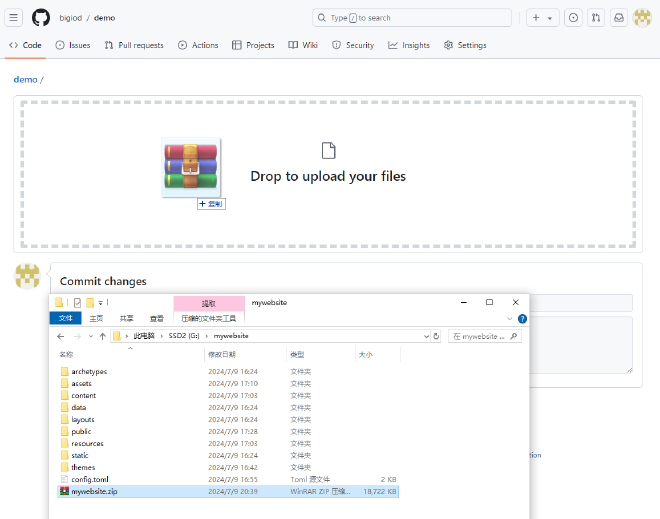 bigiod / demo
Type / to search
Code Issues Pull requests Actions Projects Wiki Security Insights Settings
demo /
Drop to upload your files
复制
Commit changes
提取 mywebsite
文件 主页 共享 查看 压缩的文件夹工具
此电脑 SSD2 (G:) mywebsite 在 mywebsite ...
名称 修改日期 类型 大小
archetypes 2024/7/9 16:24 文件夹
assets 2024/7/9 17:10 文件夹
content 2024/7/9 17:03 文件夹
data 2024/7/9 16:24 文件夹
layouts 2024/7/9 16:24 文件夹
public 2024/7/9 17:28 文件夹
resources 2024/7/9 17:03 文件夹
static 2024/7/9 16:24 文件夹
themes 2024/7/9 16:42 文件夹
config.toml 2024/7/9 16:55 Toml 源文件 2 KB
mywebsite.zip 2024/7/9 20:39 WinRAR ZIP 压缩... 18,722 KB
tion